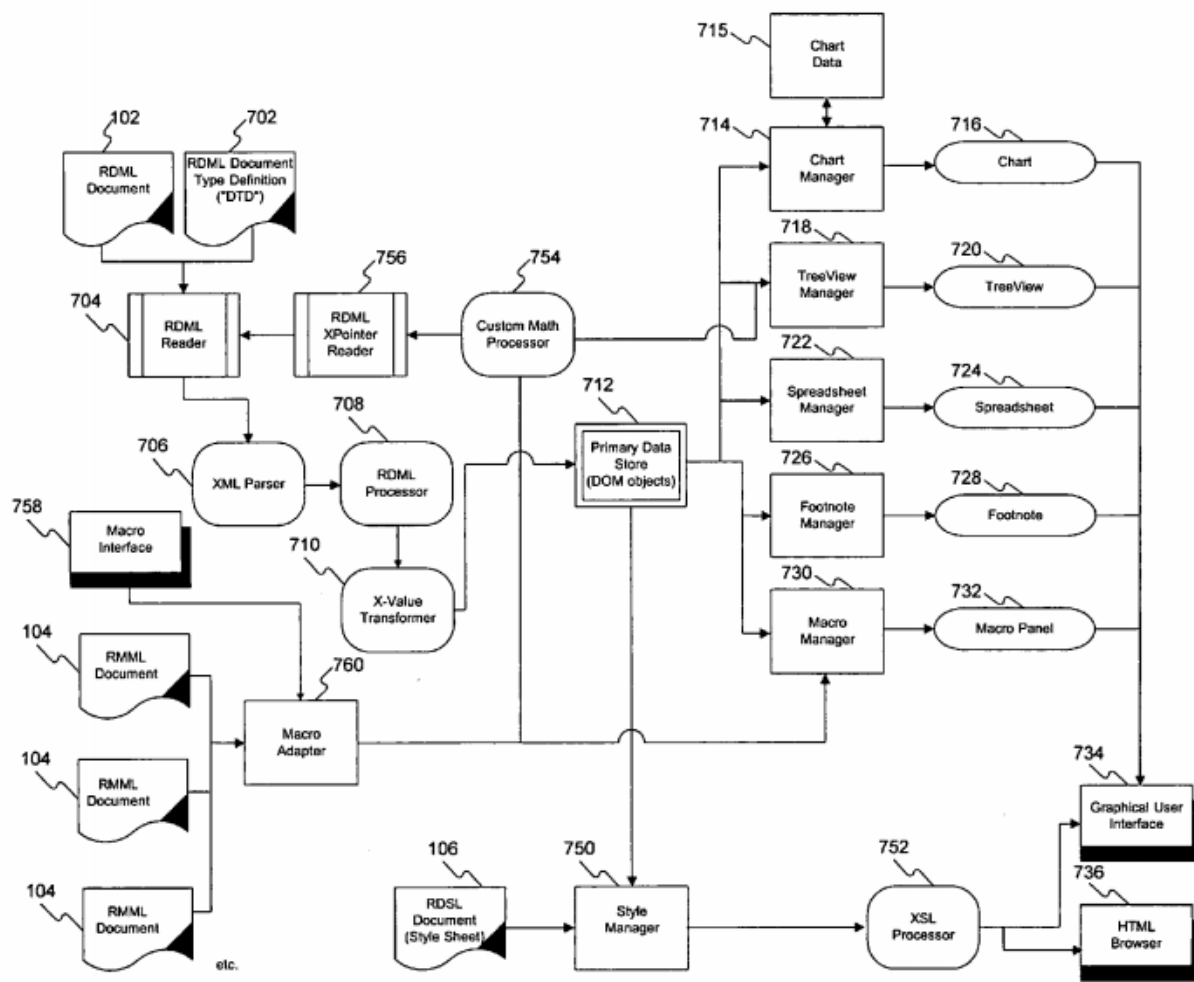 715
Chart
Data
102
702
714
716
RDML
Document
RDML Document
Type Definition
("DTD")
Chart
Manager
Chart
718
720
756
754
TreeView
Manager
TreeView
704
RDML
Reader
RDML
XPointer
Reader
Custom Math
Processor
722
724
712
708
Spreadsheet
Manager
Spreadsheet
706
XML Parser
RDML
Processor
Primary Data
Store
(DOM objects)
726
728
758
Macro
Interface
Footnote
Manager
Footnote
710
X-Value
Transformer
730
732
Macro
Manager
Macro Panel
104
RMML
Document
760
Macro
Adapter
104
RMML
Document
734
Graphical User
Interface
106
750
752
104
RMML
Document
RDSL
Document
(Style Sheet)
Style
Manager
XSL
Processor
736
HTML
Browser
etc.